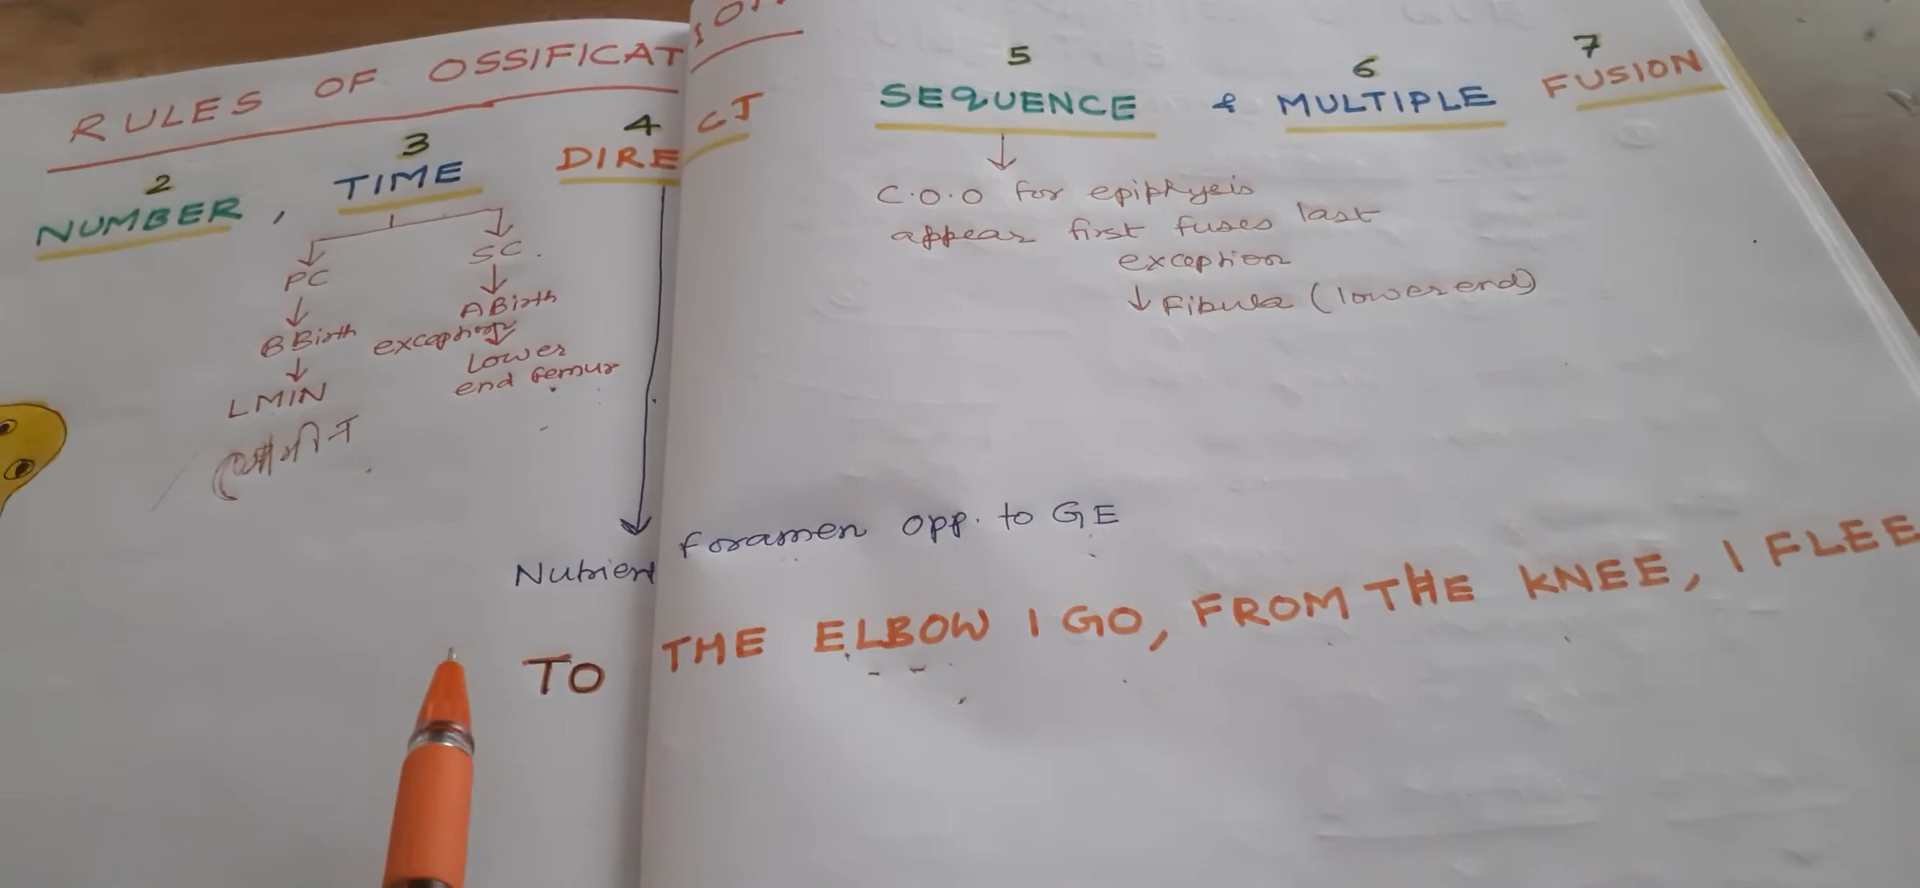 RULES OF OSSIFICATION
2 3 4 5 6 7
NUMBER, TIME DIRECT SEQUENCE & MULTIPLE FUSION
PC SC.
B Birth A Birth
exception
LMIN Lower
end femur
C.O.O for epiphysis
appear first fuses last
exception
Fibula (lower end)
Nutrient foramen opp. to GE
TO THE ELBOW I GO, FROM THE KNEE, I FLEE